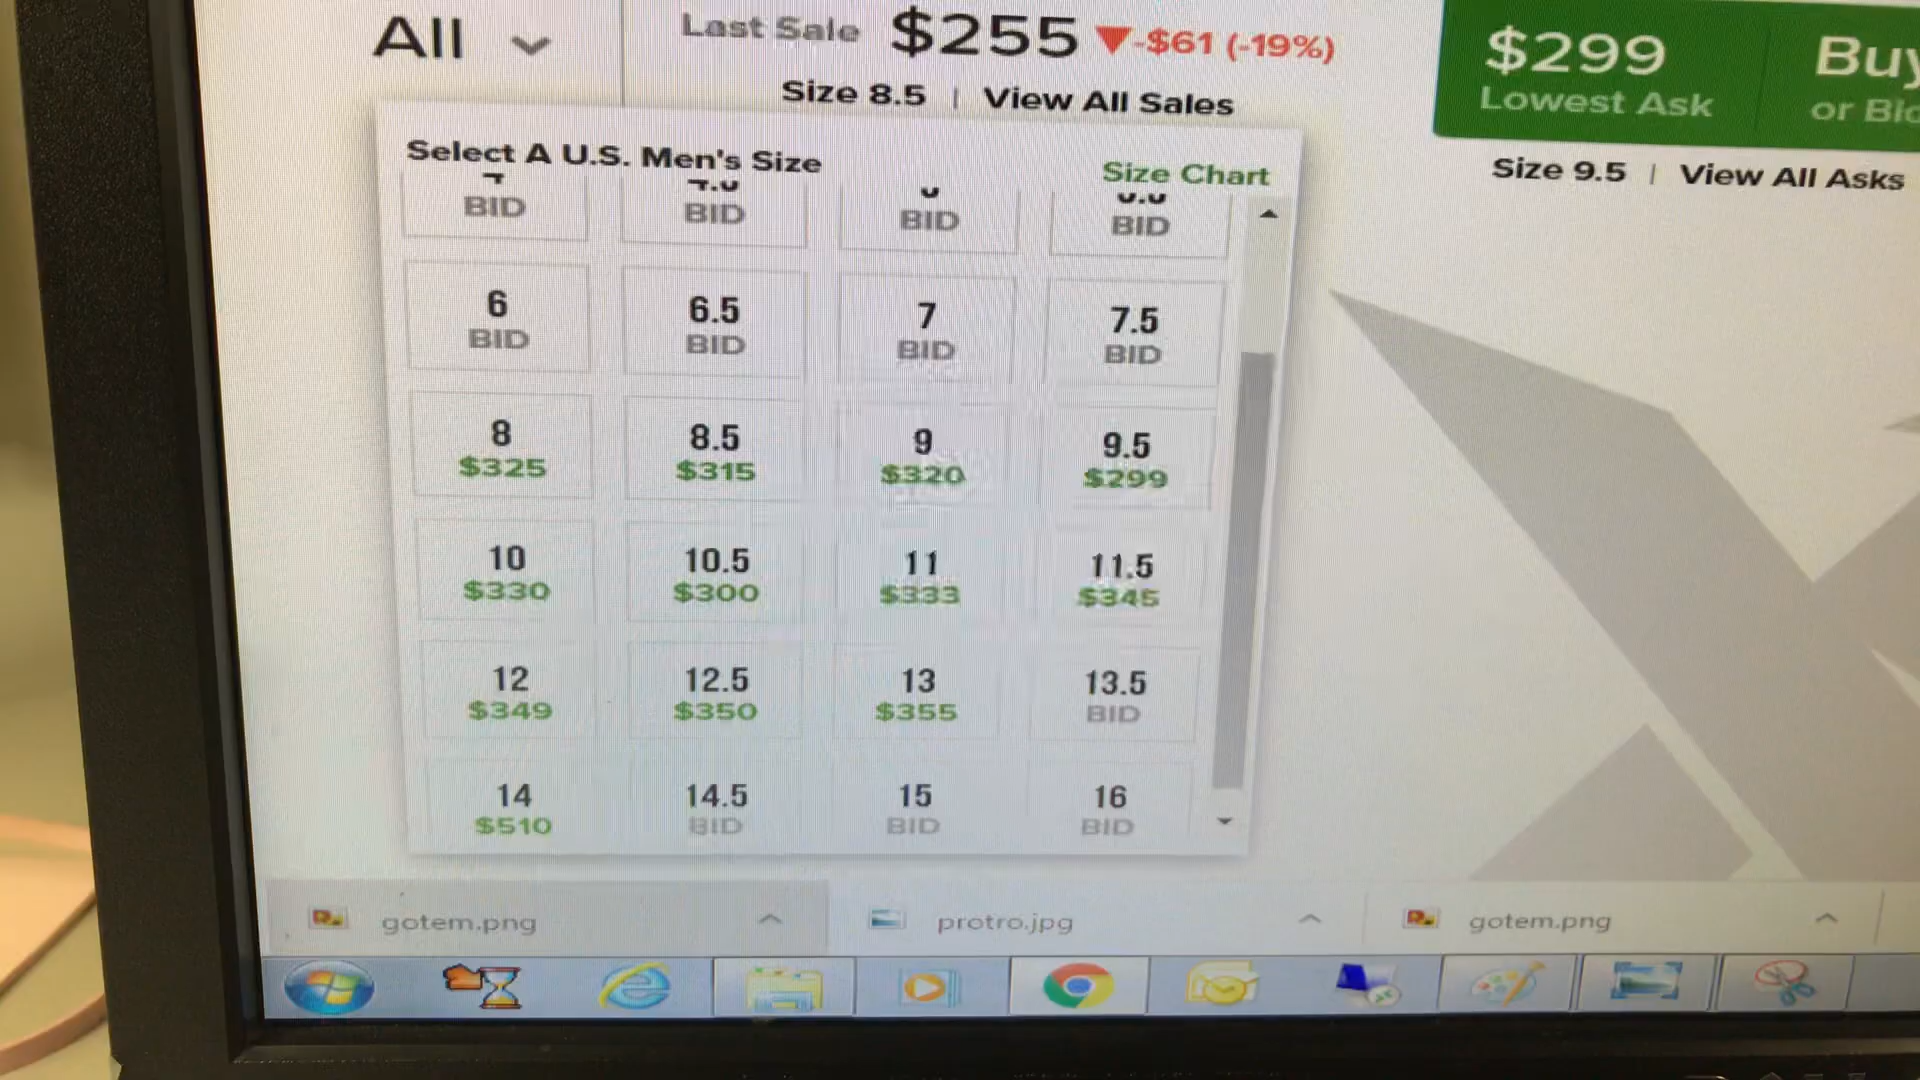 All
Last Sale $255 ▼-$61 (-19%)
Size 8.5 | View All Sales
$299
Lowest Ask
Buy
or Bid
Size 9.5 | View All Asks
Select A U.S. Men's Size
Size Chart
BID BID BID BID
6 6.5 7 7.5
BID BID BID BID
8 8.5 9 9.5
$325 $315 $320 $299
10 10.5 11 11.5
$330 $300 $333 $345
12 12.5 13 13.5
$349 $350 $355 BID
14 14.5 15 16
$510 BID BID BID
gotem.png protro.jpg gotem.png